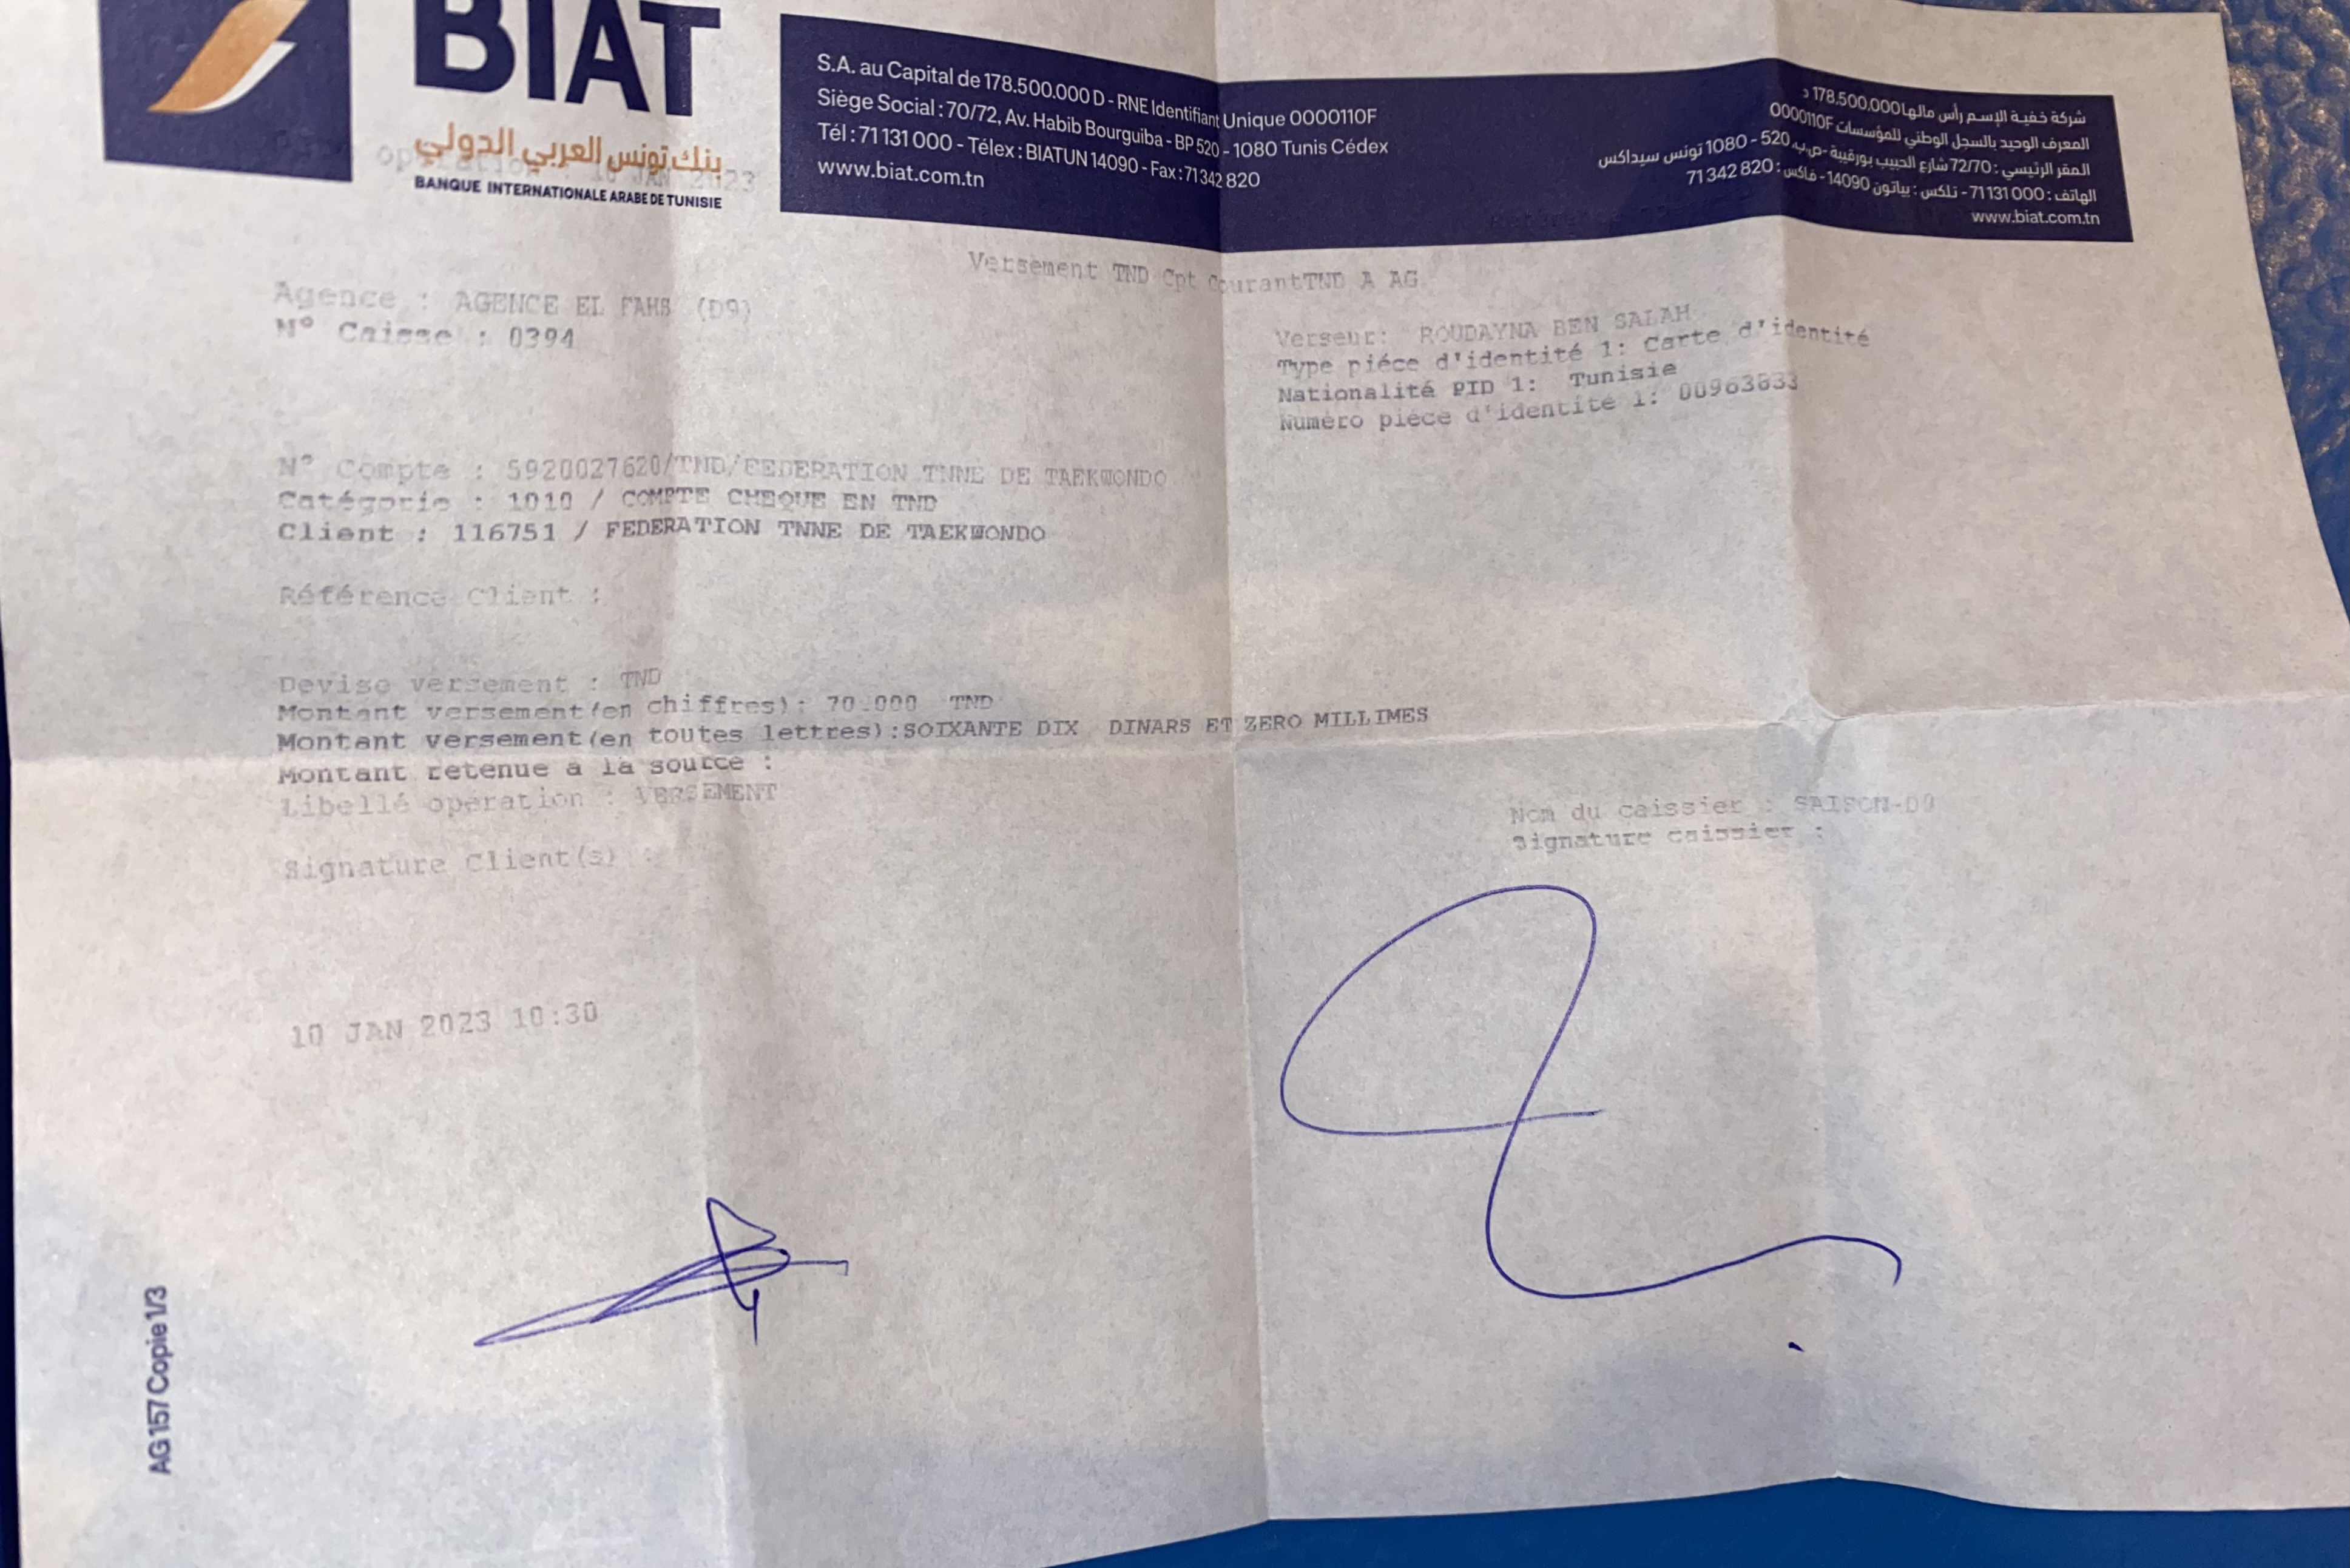 BIAT
بنك تونس العربي الدولي
BANQUE INTERNATIONALE ARABE DE TUNISIE
S.A. au Capital de 178.500.000 D - RNE Identifiant Unique 0000110F
Siège Social : 70/72, Av. Habib Bourguiba - BP 520 - 1080 Tunis Cédex
Tél : 71 131 000 - Télex : BIATUN 14090 - Fax : 71 342 820
www.biat.com.tn
شركة خفية الإسم رأس مالها 178.500.000 د
المعرف الوحيد بالسجل الوطني للمؤسسات 0000110F
المقر الرئيسي : 72/70 شارع الحبيب بورقيبة -ص.ب. 520 - 1080 تونس سيداكس
الهاتف : 000 131 71 - تلكس : بياتون 14090 - فاكس : 820 342 71
www.biat.com.tn
Versement TND Cpt CourantTND A AG
Agence : AGENCE EL FAHS (D9)
N° Caisse : 0394
Verseur: ROUDAYNA BEN SALAH
Type piéce d'identité 1: Carte d'identité
Nationalité PID 1: Tunisie
Numéro pièce d'identité 1:
N° Compte : 5920027620/TND/FEDERATION TNNE DE TAEKWONDO
Catégorie : 1010 / COMPTE CHEQUE EN TND
Client : 116751 / FEDERATION TNNE DE TAEKWONDO
Référence Client :
Devise versement : TND
Montant versement(en chiffres): 70.000 TND
Montant versement(en toutes lettres):SOIXANTE DIX DINARS ET ZERO MILLIMES
Montant retenue à la source :
Libellé opération : VERSEMENT
Nom du caissier :
Signature caissier :
Signature Client(s) :
10 JAN 2023 10:30
AG 157 Copie 1/3